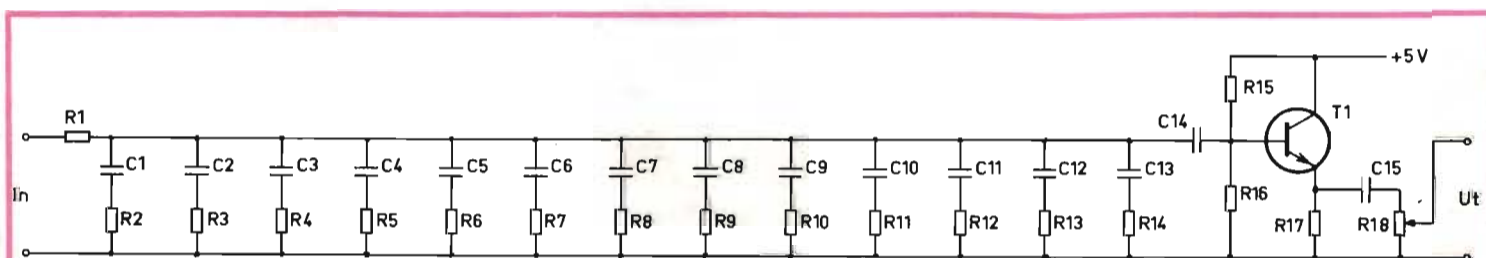 +5V
R15
T1
R1
C14
C1 C2 C3 C4 C5 C6 C7 C8 C9 C10 C11 C12 C13
C15
In
R2 R3 R4 R5 R6 R7 R8 R9 R10 R11 R12 R13 R14
R16
R17
R18
Ut